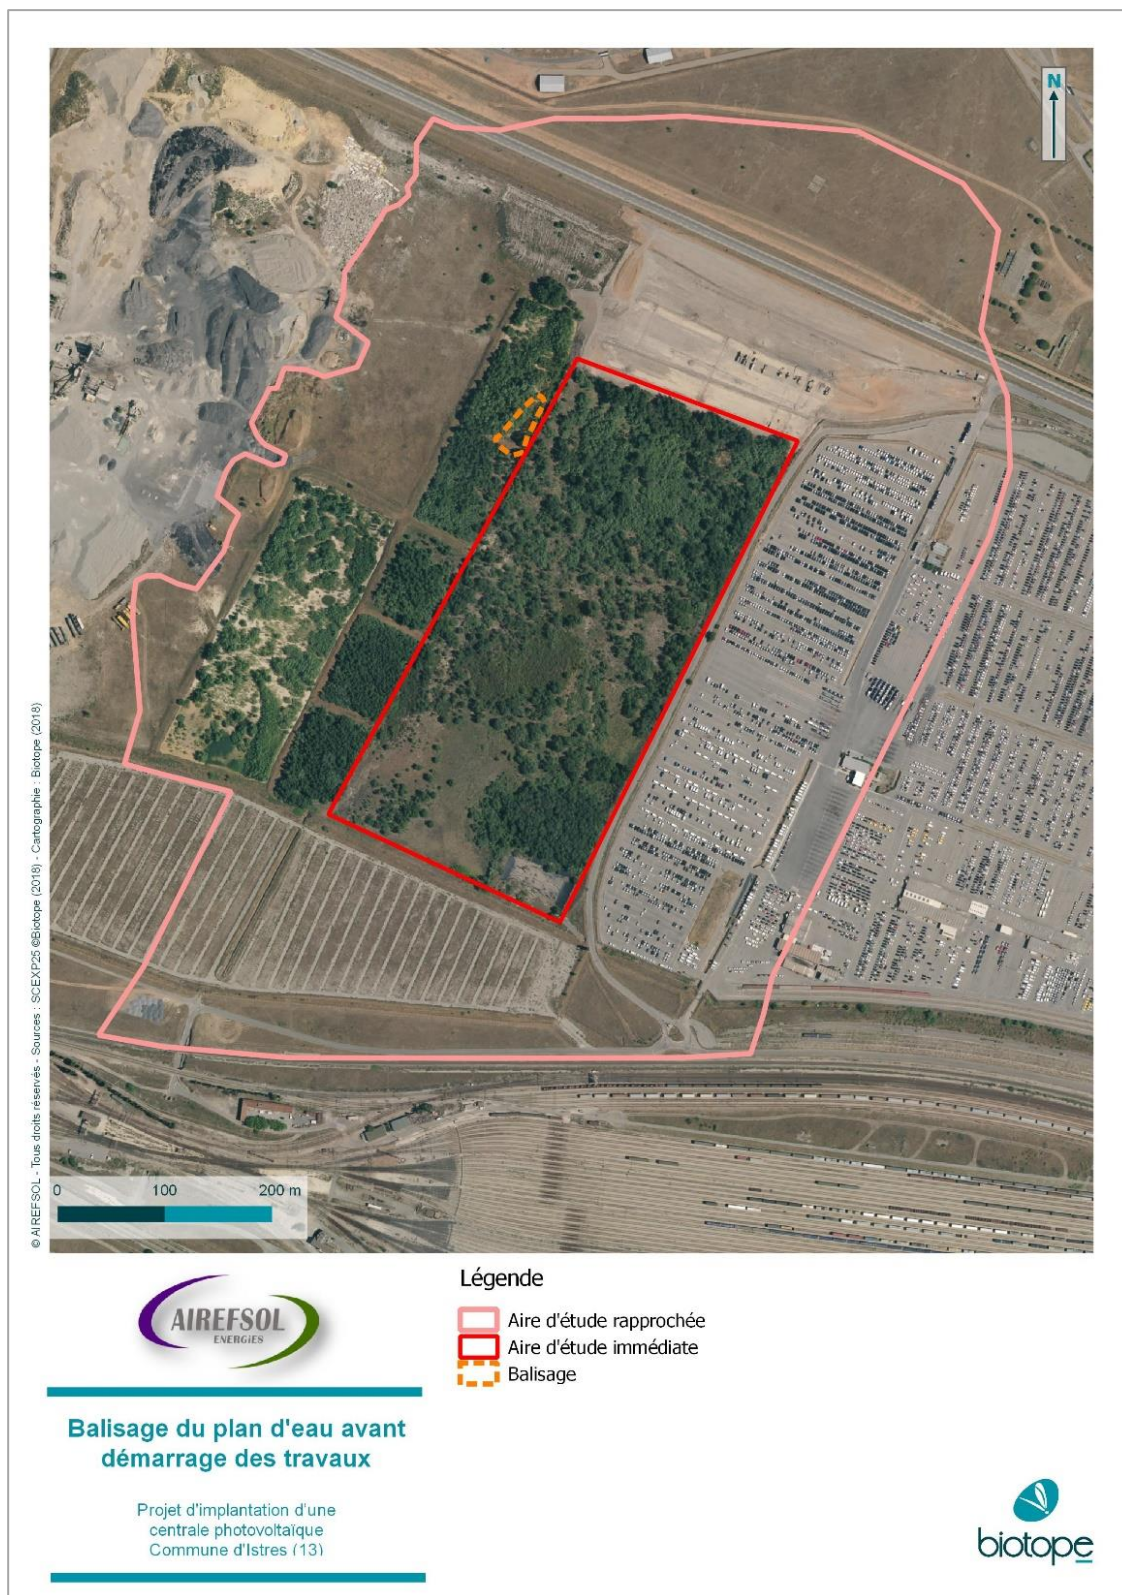 N
© AIREFSOL - Tous droits réservés - Sources : SCEXP25 ©Biotope (2018) - Cartographie : Biotope (2018)
0 100 200 m
Légende
Aire d'étude rapprochée
Aire d'étude immédiate
Balisage
AIREFSOL
ENERGIES
Balisage du plan d'eau avant
démarrage des travaux
Projet d'implantation d'une
centrale photovoltaïque
Commune d'Istres (13)
biotope